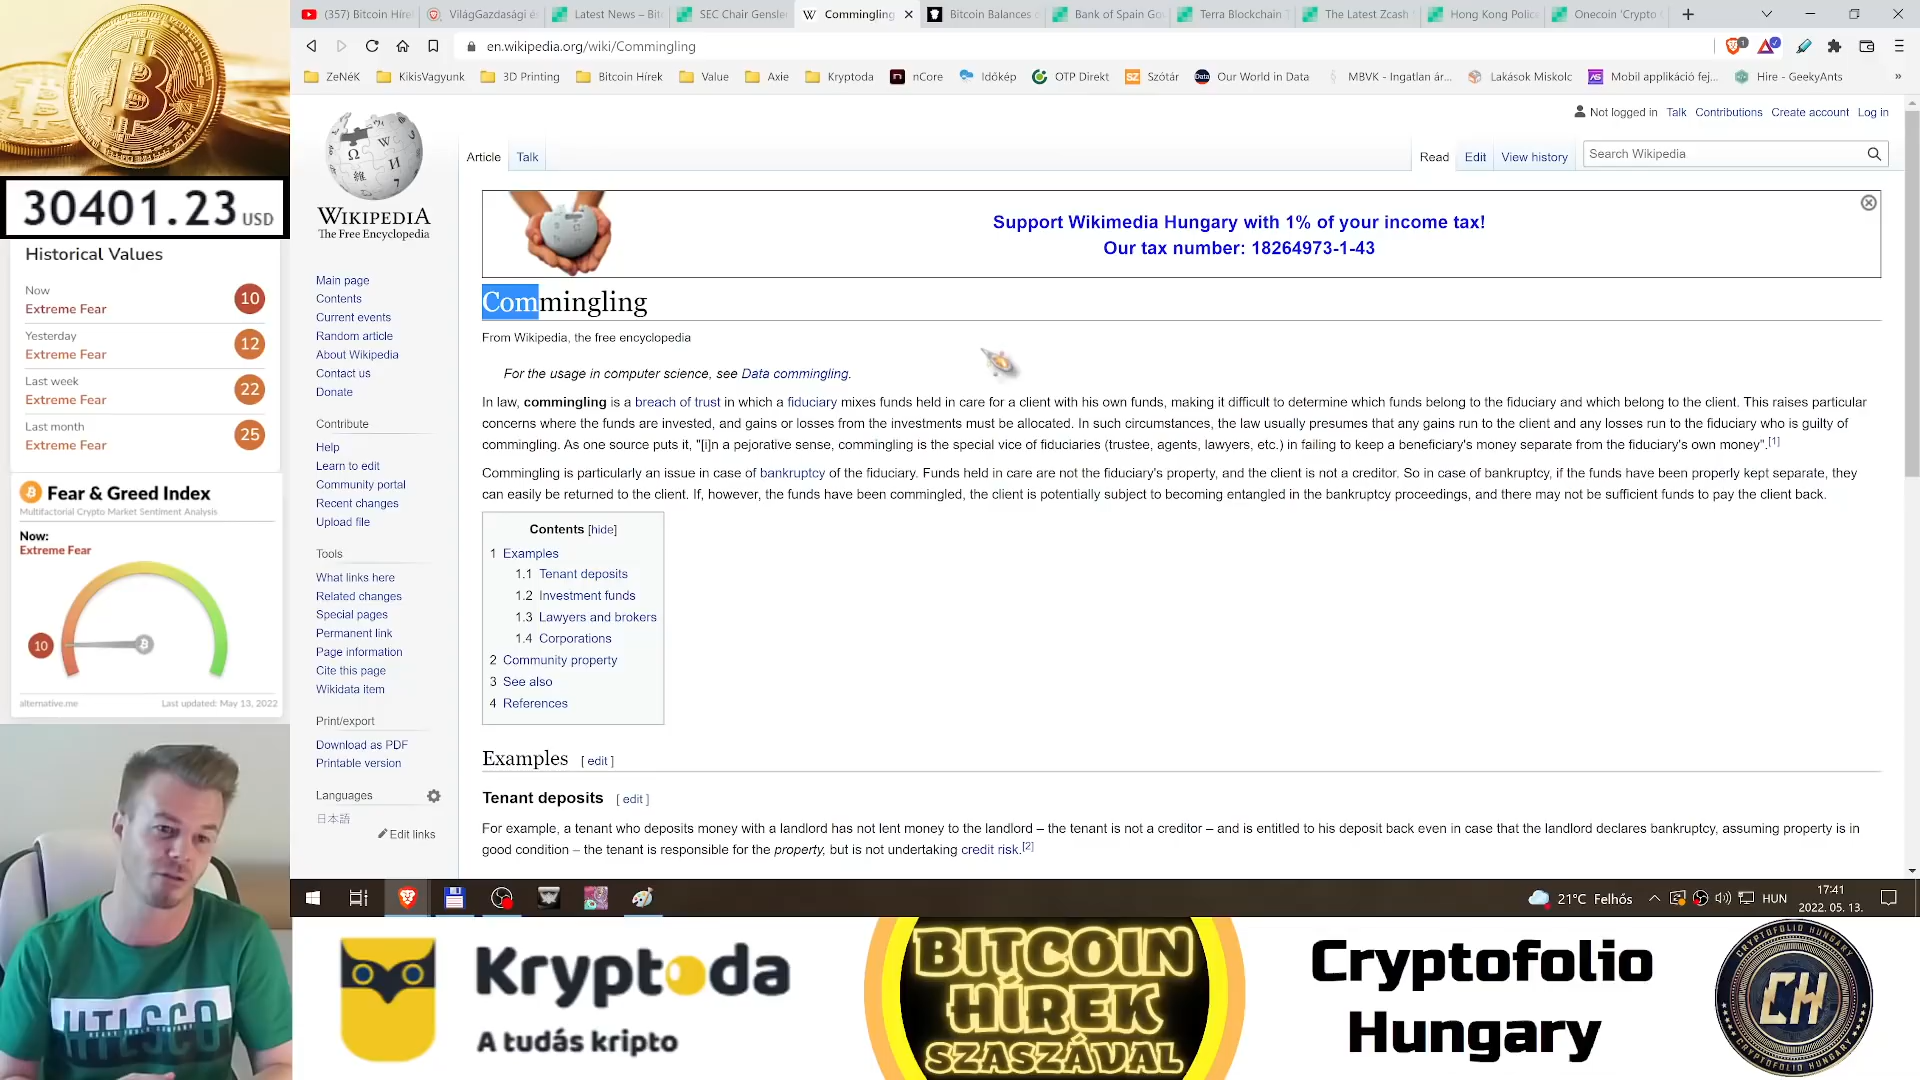 (357) Bitcoin Híre
VilágGazdasági é
Latest News – Bit
SEC Chair Gensle
Commingling
Bitcoin Balances
Bank of Spain Go
Terra Blockchain
The Latest Zcash
Hong Kong Police
Onecoin 'Crypto
en.wikipedia.org/wiki/Commingling
ZeNéK
KikisVagyunk
3D Printing
Bitcoin Hírek
Value
Axie
Kryptoda
nCore
Időkép
OTP Direkt
Szótár
Our World in Data
MBVK - Ingatlan ár...
Lakások Miskolc
Mobil applikáció fej...
Hire - GeekyAnts
»
30401.23 USD
Historical Values
Now
Extreme Fear
10
Yesterday
Extreme Fear
12
Last week
Extreme Fear
22
Last month
Extreme Fear
25
Fear & Greed Index
Multifactorial Crypto Market Sentiment Analysis
Now:
Extreme Fear
10
alternative.me
Last updated: May 13, 2022
WIKIPEDIA
The Free Encyclopedia
Main page
Contents
Current events
Random article
About Wikipedia
Contact us
Donate
Contribute
Help
Learn to edit
Community portal
Recent changes
Upload file
Tools
What links here
Related changes
Special pages
Permanent link
Page information
Cite this page
Wikidata item
Print/export
Download as PDF
Printable version
Languages
日本語
Edit links
Not logged in Talk Contributions Create account Log in
Article Talk
Read Edit View history
Search Wikipedia
Support Wikimedia Hungary with 1% of your income tax!
Our tax number: 18264973-1-43
Commingling
From Wikipedia, the free encyclopedia
For the usage in computer science, see Data commingling.
In law, commingling is a breach of trust in which a fiduciary mixes funds held in care for a client with his own funds, making it difficult to determine which funds belong to the fiduciary and which belong to the client. This raises particular
concerns where the funds are invested, and gains or losses from the investments must be allocated. In such circumstances, the law usually presumes that any gains run to the client and any losses run to the fiduciary who is guilty of
commingling. As one source puts it, "[i]n a pejorative sense, commingling is the special vice of fiduciaries (trustee, agents, lawyers, etc.) in failing to keep a beneficiary's money separate from the fiduciary's own money".[1]
Commingling is particularly an issue in case of bankruptcy of the fiduciary. Funds held in care are not the fiduciary's property, and the client is not a creditor. So in case of bankruptcy, if the funds have been properly kept separate, they
can easily be returned to the client. If, however, the funds have been commingled, the client is potentially subject to becoming entangled in the bankruptcy proceedings, and there may not be sufficient funds to pay the client back.
Contents [hide]
1 Examples
1.1 Tenant deposits
1.2 Investment funds
1.3 Lawyers and brokers
1.4 Corporations
2 Community property
3 See also
4 References
Examples [ edit ]
Tenant deposits [ edit ]
For example, a tenant who deposits money with a landlord has not lent money to the landlord – the tenant is not a creditor – and is entitled to his deposit back even in case that the landlord declares bankruptcy, assuming property is in
good condition – the tenant is responsible for the property, but is not undertaking credit risk.[2]
21°C Felhős
HUN
17:41
2022. 05. 13.
Kryptoda
A tudás kripto
BITCOIN
HÍREK
SZASZÁVAL
Cryptofolio
Hungary
CRYPTOFOLIO HUNGARY
CH
CRYPTOFOLIO HUNGARY